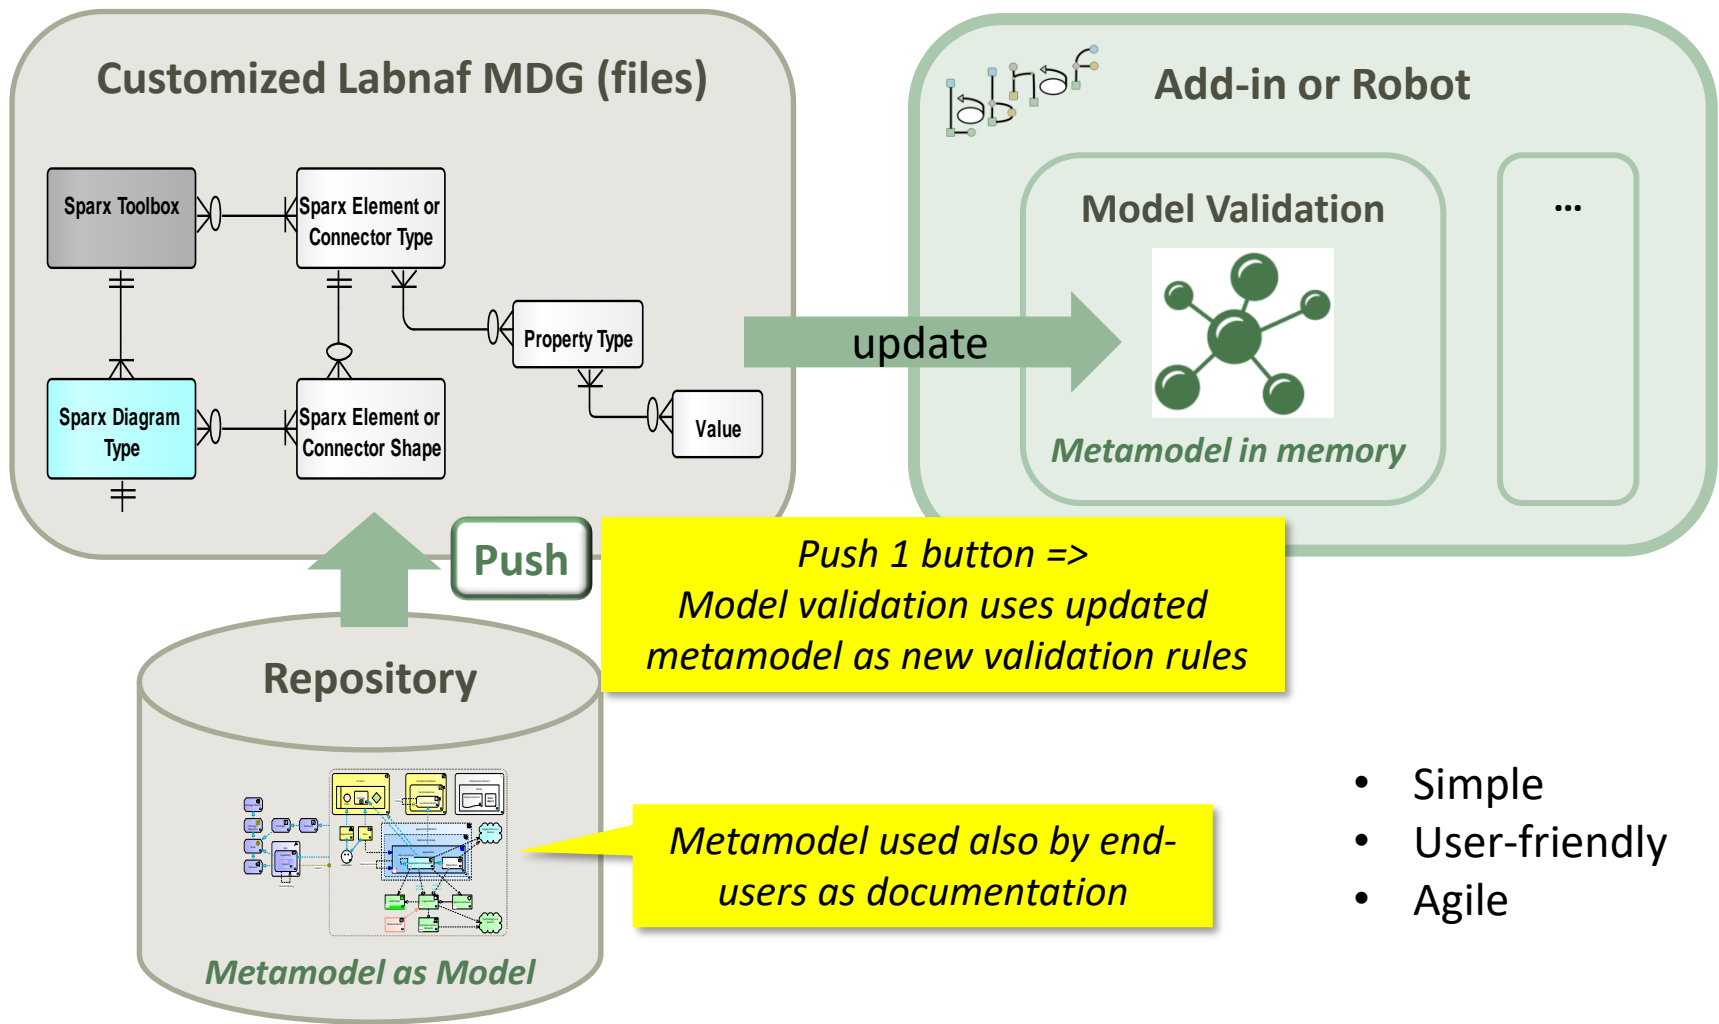 Customized Labnaf MDG (files)
Sparx Toolbox
Sparx Element or
Connector Type
Property Type
Value
Sparx Diagram
Type
Sparx Element or
Connector Shape
labnaf
Add-in or Robot
Model Validation
...
Metamodel in memory
update
Push
Push 1 button =>
Model validation uses updated
metamodel as new validation rules
Repository
Metamodel as Model
Metamodel used also by end-
users as documentation
• Simple
• User-friendly
• Agile